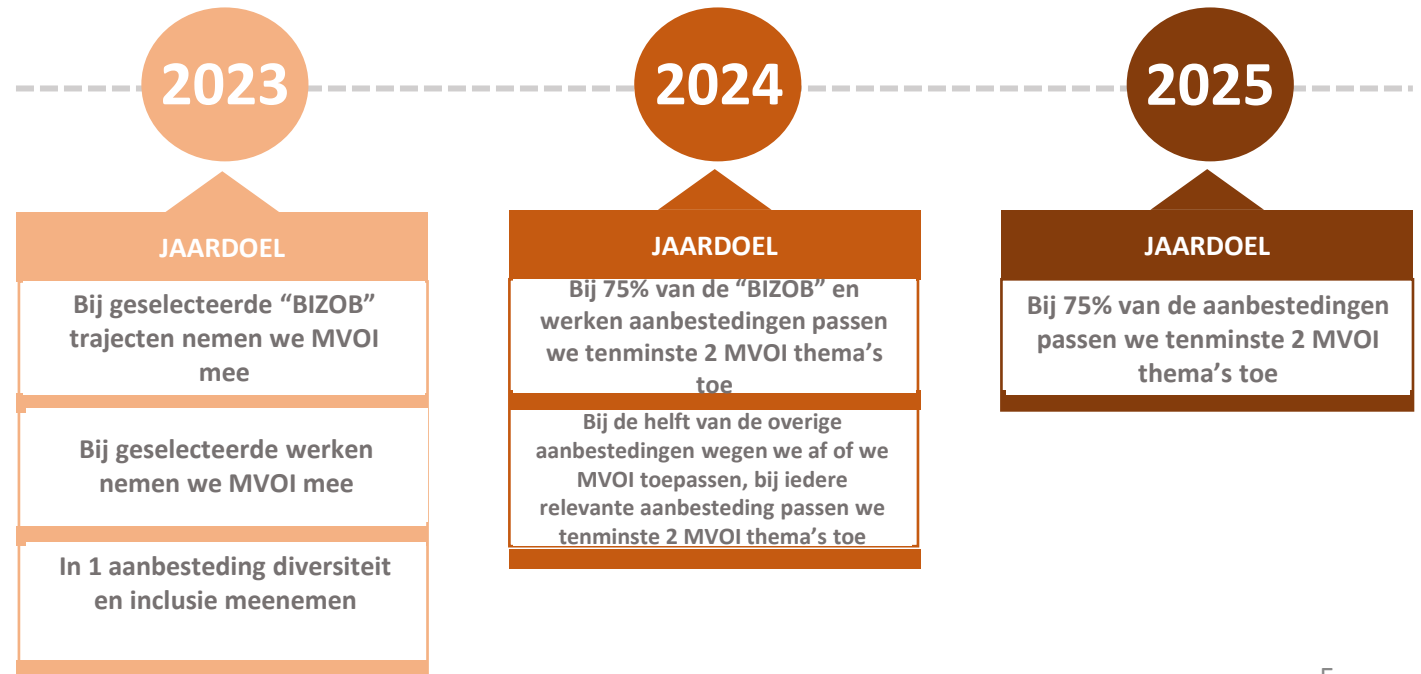 2023
JAARDOEL
Bij geselecteerde “BIZOB”
trajecten nemen we MVOI
mee
Bij geselecteerde werken
nemen we MVOI mee
In 1 aanbesteding diversiteit
en inclusie meenemen
2024
JAARDOEL
Bij 75% van de “BIZOB” en
werken aanbestedingen passen
we tenminste 2 MVOI thema’s
toe
Bij de helft van de overige
aanbestedingen wegen we af of we
MVOI toepassen, bij iedere
relevante aanbesteding passen we
tenminste 2 MVOI thema’s toe
2025
JAARDOEL
Bij 75% van de aanbestedingen
passen we tenminste 2 MVOI
thema’s toe